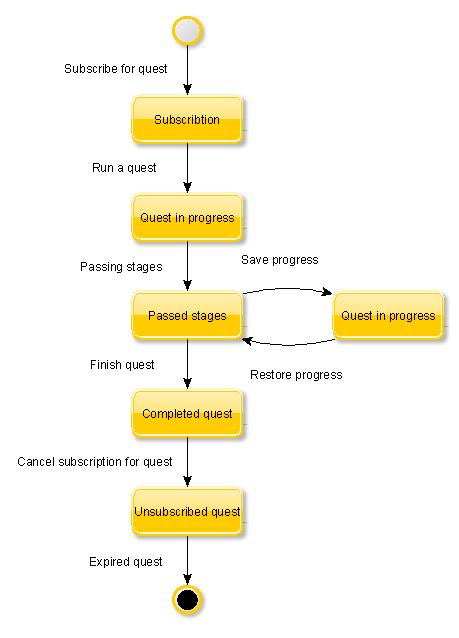 Subscribe for quest
Subscribtion
Run a quest
Quest in progress
Passing stages
Save progress
Passed stages
Quest in progress
Finish quest
Restore progress
Completed quest
Cancel subscription for quest
Unsubscribed quest
Expired quest